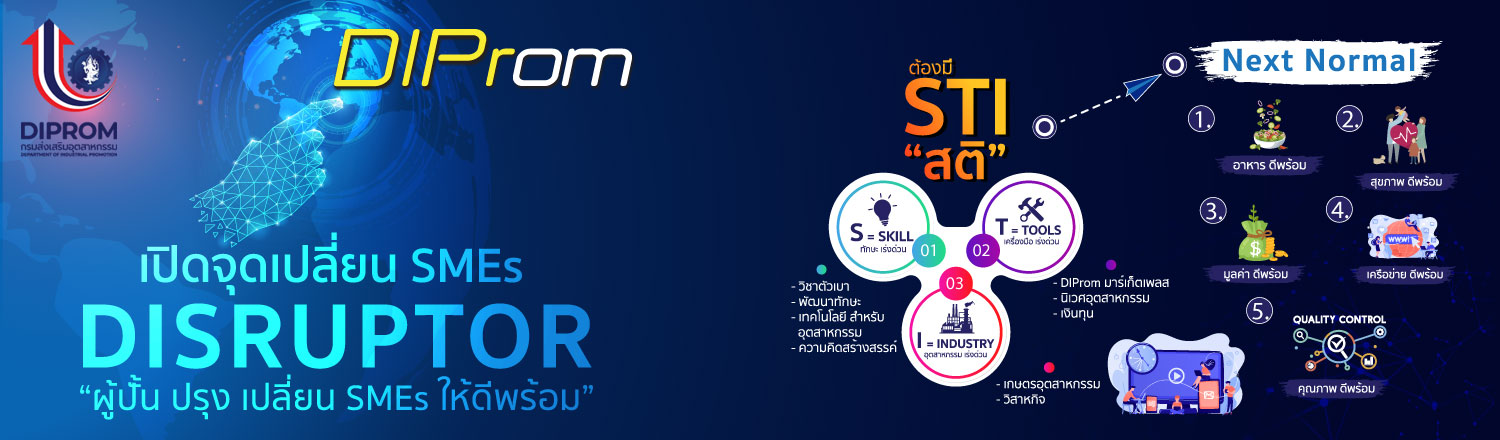 DIPROM
กรมส่งเสริมอุตสาหกรรม
DEPARTMENT OF INDUSTRIAL PROMOTION
DIProm
เปิดจุดเปลี่ยน SMEs
DISRUPTOR
“ผู้ปั้น ปรุง เปลี่ยน SMEs ให้ดีพร้อม”
ต้องมี
STI
“สติ”
S = SKILL
ทักษะ เร่งด่วน
01
T = TOOLS
เครื่องมือ เร่งด่วน
02
03
I = INDUSTRY
อุตสาหกรรม เร่งด่วน
- วิชาตัวเบา
- พัฒนาทักษะ
- เทคโนโลยี สำหรับ
อุตสาหกรรม
- ความคิดสร้างสรรค์
- DIProm มาร์เก็ตเพลส
- นิเวศอุตสาหกรรม
- เงินทุน
- เกษตรอุตสาหกรรม
- วิสาหกิจ
Next Normal
1.
อาหาร ดีพร้อม
2.
สุขภาพ ดีพร้อม
3.
$
มูลค่า ดีพร้อม
4.
WWW
เครือข่าย ดีพร้อม
5.
QUALITY CONTROL
คุณภาพ ดีพร้อม